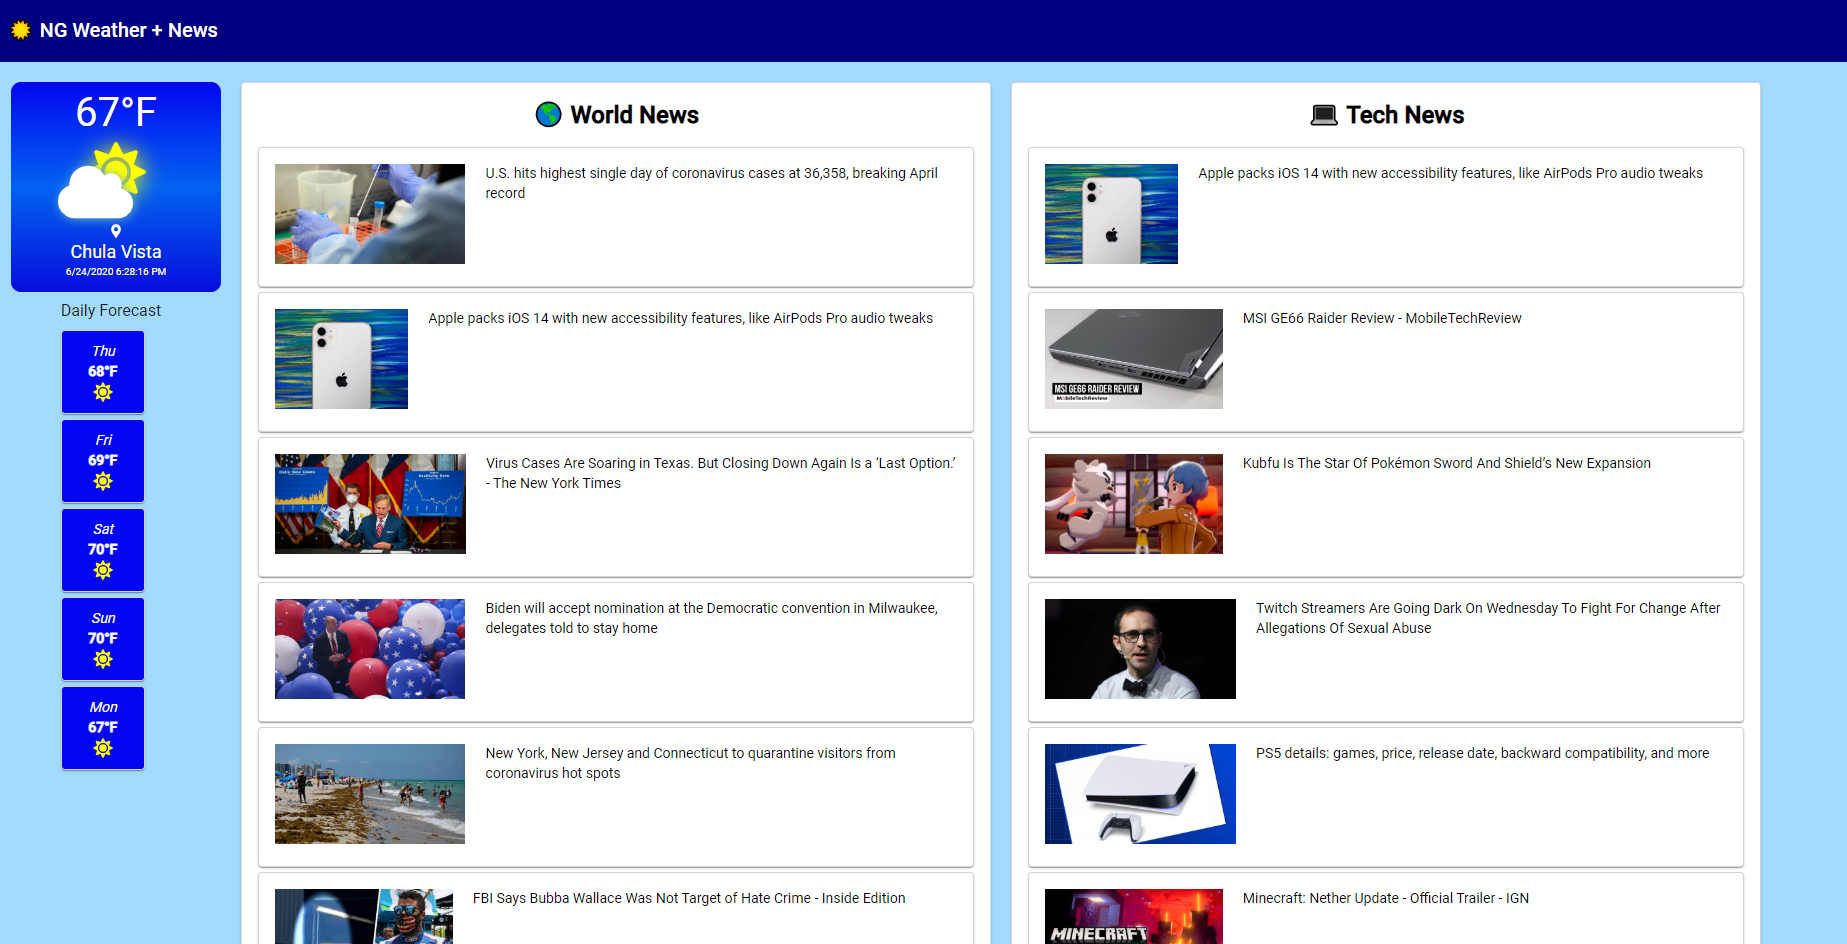 NG Weather + News
67°F
Chula Vista
6/24/2020 6:28:16 PM
Daily Forecast
Thu
68°F
Fri
69°F
Sat
70°F
Sun
70°F
Mon
67°F
World News
U.S. hits highest single day of coronavirus cases at 36,358, breaking April
record
Apple packs iOS 14 with new accessibility features, like AirPods Pro audio tweaks
Virus Cases Are Soaring in Texas. But Closing Down Again Is a ‘Last Option.’
- The New York Times
Biden will accept nomination at the Democratic convention in Milwaukee,
delegates told to stay home
New York, New Jersey and Connecticut to quarantine visitors from
coronavirus hot spots
FBI Says Bubba Wallace Was Not Target of Hate Crime - Inside Edition
Tech News
Apple packs iOS 14 with new accessibility features, like AirPods Pro audio tweaks
MSI GE66 RAIDER REVIEW
MobileTechReview
MSI GE66 Raider Review - MobileTechReview
Kubfu Is The Star Of Pokémon Sword And Shield’s New Expansion
Twitch Streamers Are Going Dark On Wednesday To Fight For Change After
Allegations Of Sexual Abuse
PS5 details: games, price, release date, backward compatibility, and more
MINECRAFT
Minecraft: Nether Update - Official Trailer - IGN